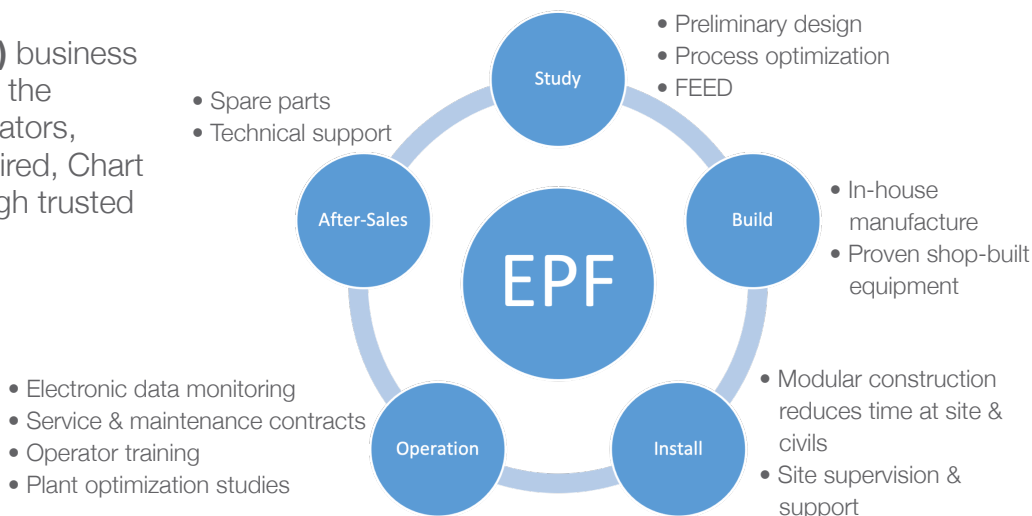 ) business
the
ators,
ired, Chart
gh trusted
• Preliminary design
• Process optimization
• FEED
Study
• Spare parts
• Technical support
After-Sales
EPF
Build
• In-house
manufacture
• Proven shop-built
equipment
• Electronic data monitoring
• Service & maintenance contracts
• Operator training
• Plant optimization studies
Operation
Install
• Modular construction
reduces time at site &
civils
• Site supervision &
support